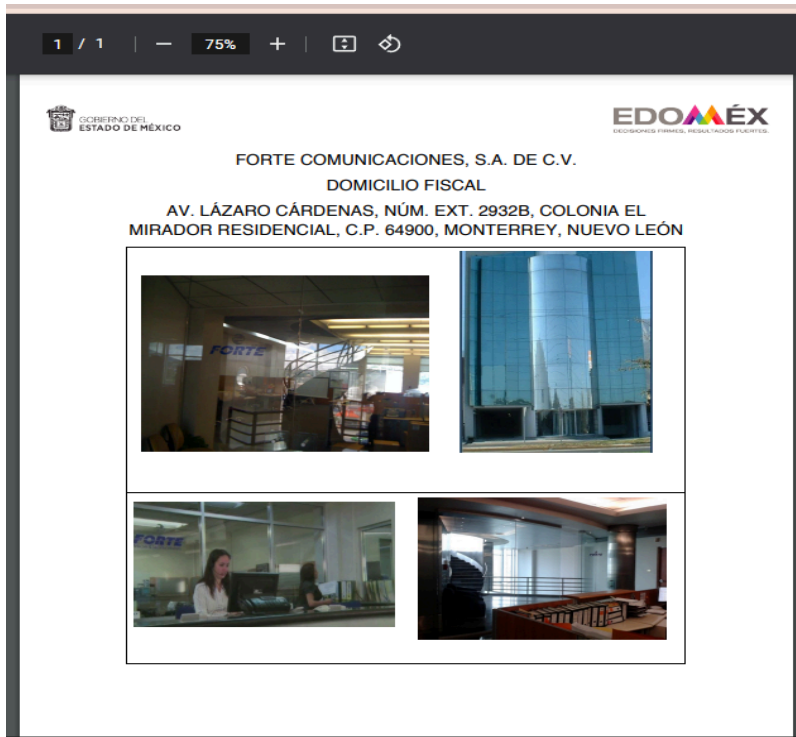 1 / 1 75%
GOBIERNO DEL
ESTADO DE MÉXICO
EDOMÉX
DECISIONES FIRMES, RESULTADOS FUERTES.
FORTE COMUNICACIONES, S.A. DE C.V.
DOMICILIO FISCAL
AV. LÁZARO CÁRDENAS, NÚM. EXT. 2932B, COLONIA EL
MIRADOR RESIDENCIAL, C.P. 64900, MONTERREY, NUEVO LEÓN
FORTE
FORTE